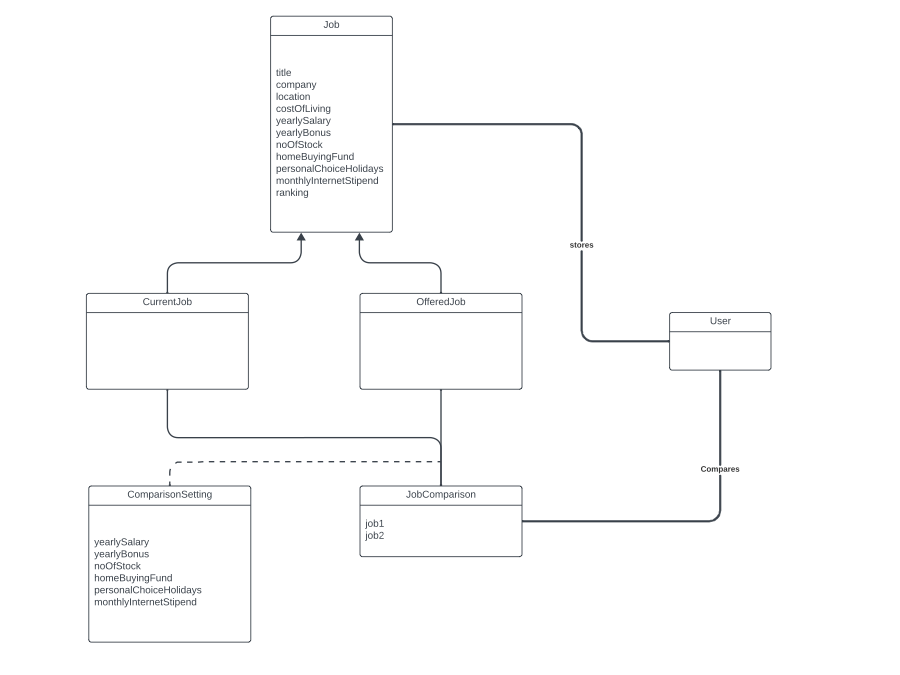 Job
title
company
location
costOfLiving
yearlySalary
yearlyBonus
noOfStock
homeBuyingFund
personalChoiceHolidays
monthlyInternetStipend
ranking
stores
CurrentJob
OfferedJob
User
Compares
ComparisonSetting
yearlySalary
yearlyBonus
noOfStock
homeBuyingFund
personalChoiceHolidays
monthlyInternetStipend
JobComparison
job1
job2